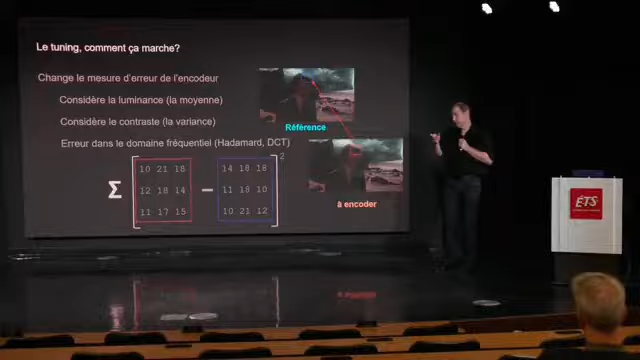 Le tuning, comment ça marche?
Change le mesure d'erreur de l'encodeur
Considère la luminance (la moyenne)
Considère le contraste (la variance)
Erreur dans le domaine fréquentiel (Hadamard, DCT)
Référence
à encoder
Σ [ 10 21 18 − 14 18 18 ] 2
12 18 14 11 19 10
11 17 15 10 21 12
ÉTS